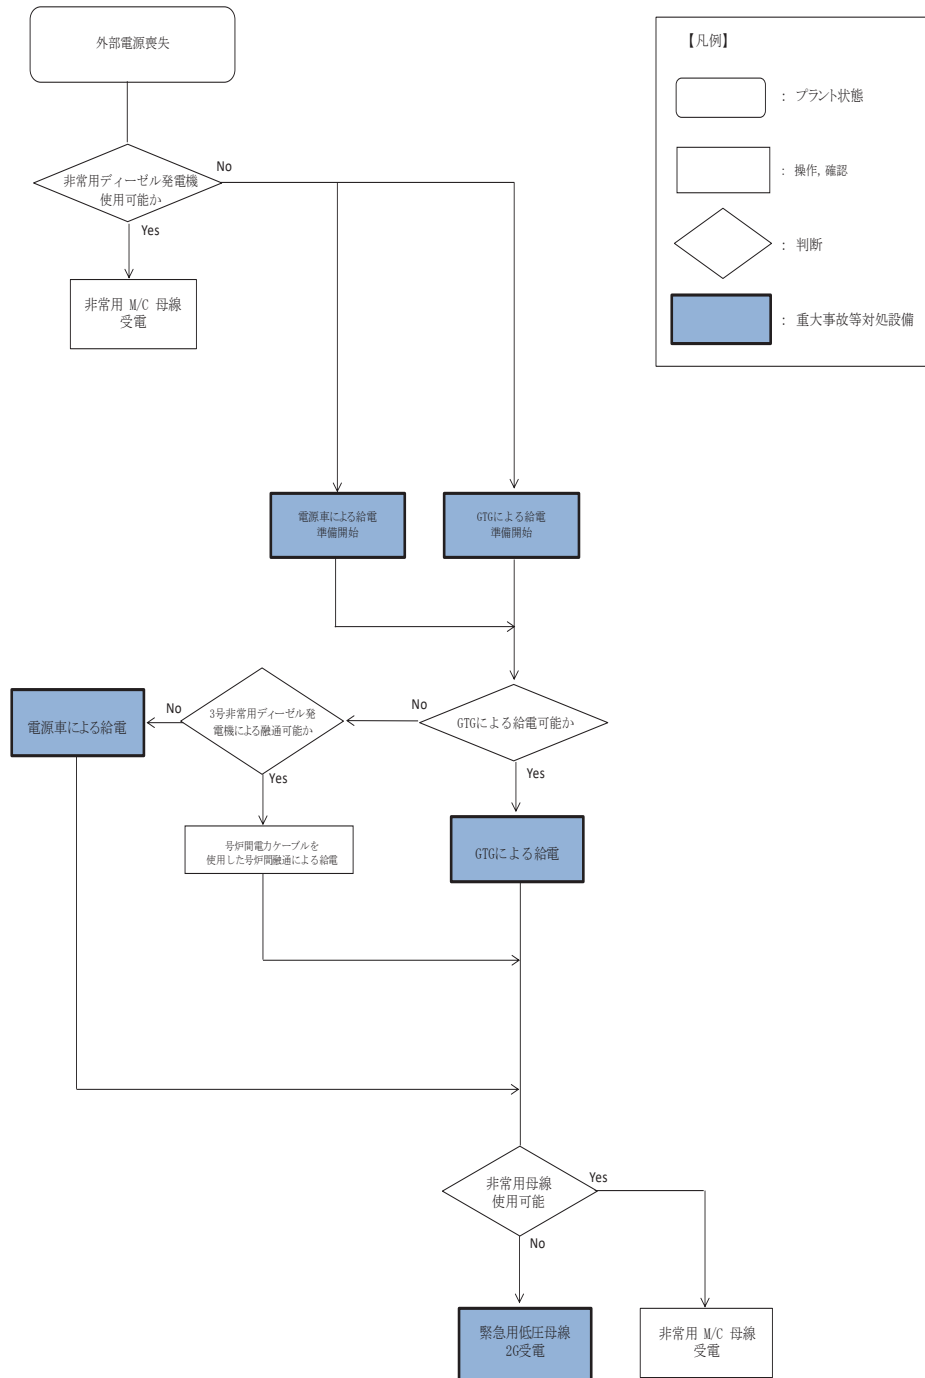 外部電源喪失
【凡例】
： プラント状態
： 操作，確認
： 判断
： 重大事故等対処設備
非常用ディーゼル発電機
使用可能か
No
Yes
非常用 M/C 母線
受電
電源車による給電
準備開始
GTGによる給電
準備開始
GTGによる給電可能か
No
Yes
3号非常用ディーゼル発
電機による融通可能か
No
Yes
電源車による給電
号炉間電力ケーブルを
使用した号炉間融通による給電
GTGによる給電
非常用母線
使用可能
Yes
No
緊急用低圧母線
2G受電
非常用 M/C 母線
受電